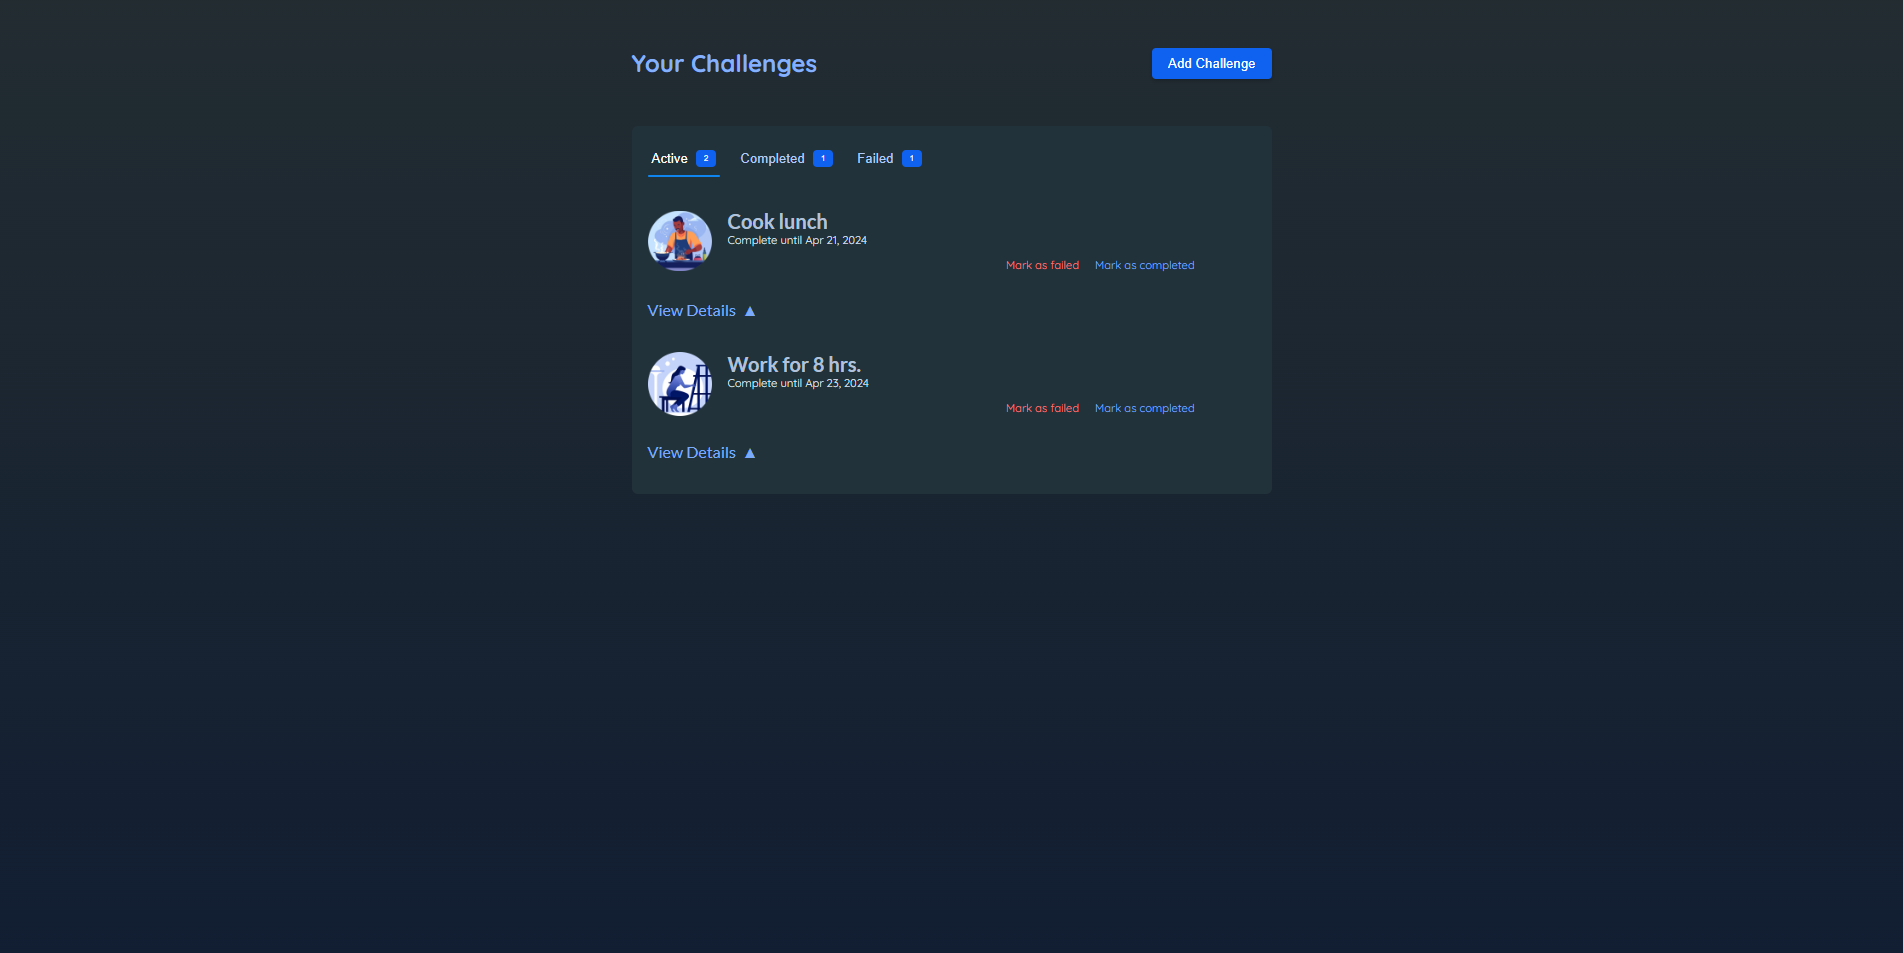 Your Challenges
Add Challenge
Active 2 Completed 1 Failed 1
Cook lunch
Complete until Apr 21, 2024
Mark as failed Mark as completed
View Details ▲
Work for 8 hrs.
Complete until Apr 23, 2024
Mark as failed Mark as completed
View Details ▲